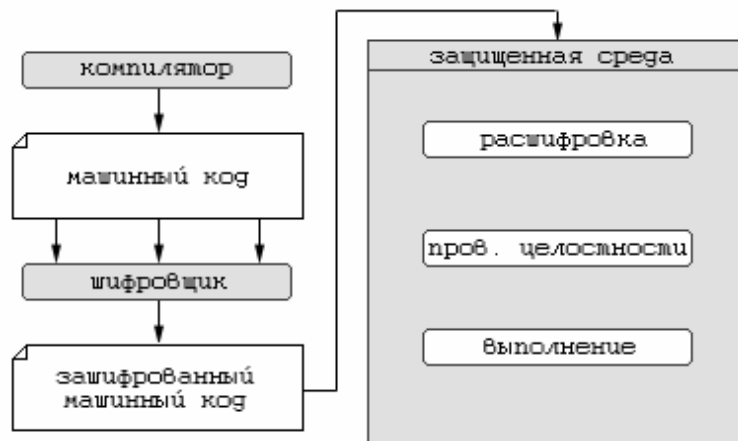 компилятор
машинный код
шифровщик
зашифрованный
машинный код
защищенная среда
расшифровка
пров. целостности
выполнение